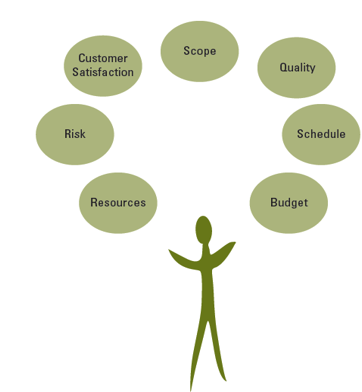 Scope
Customer
Satisfaction
Quality
Risk
Schedule
Resources
Budget